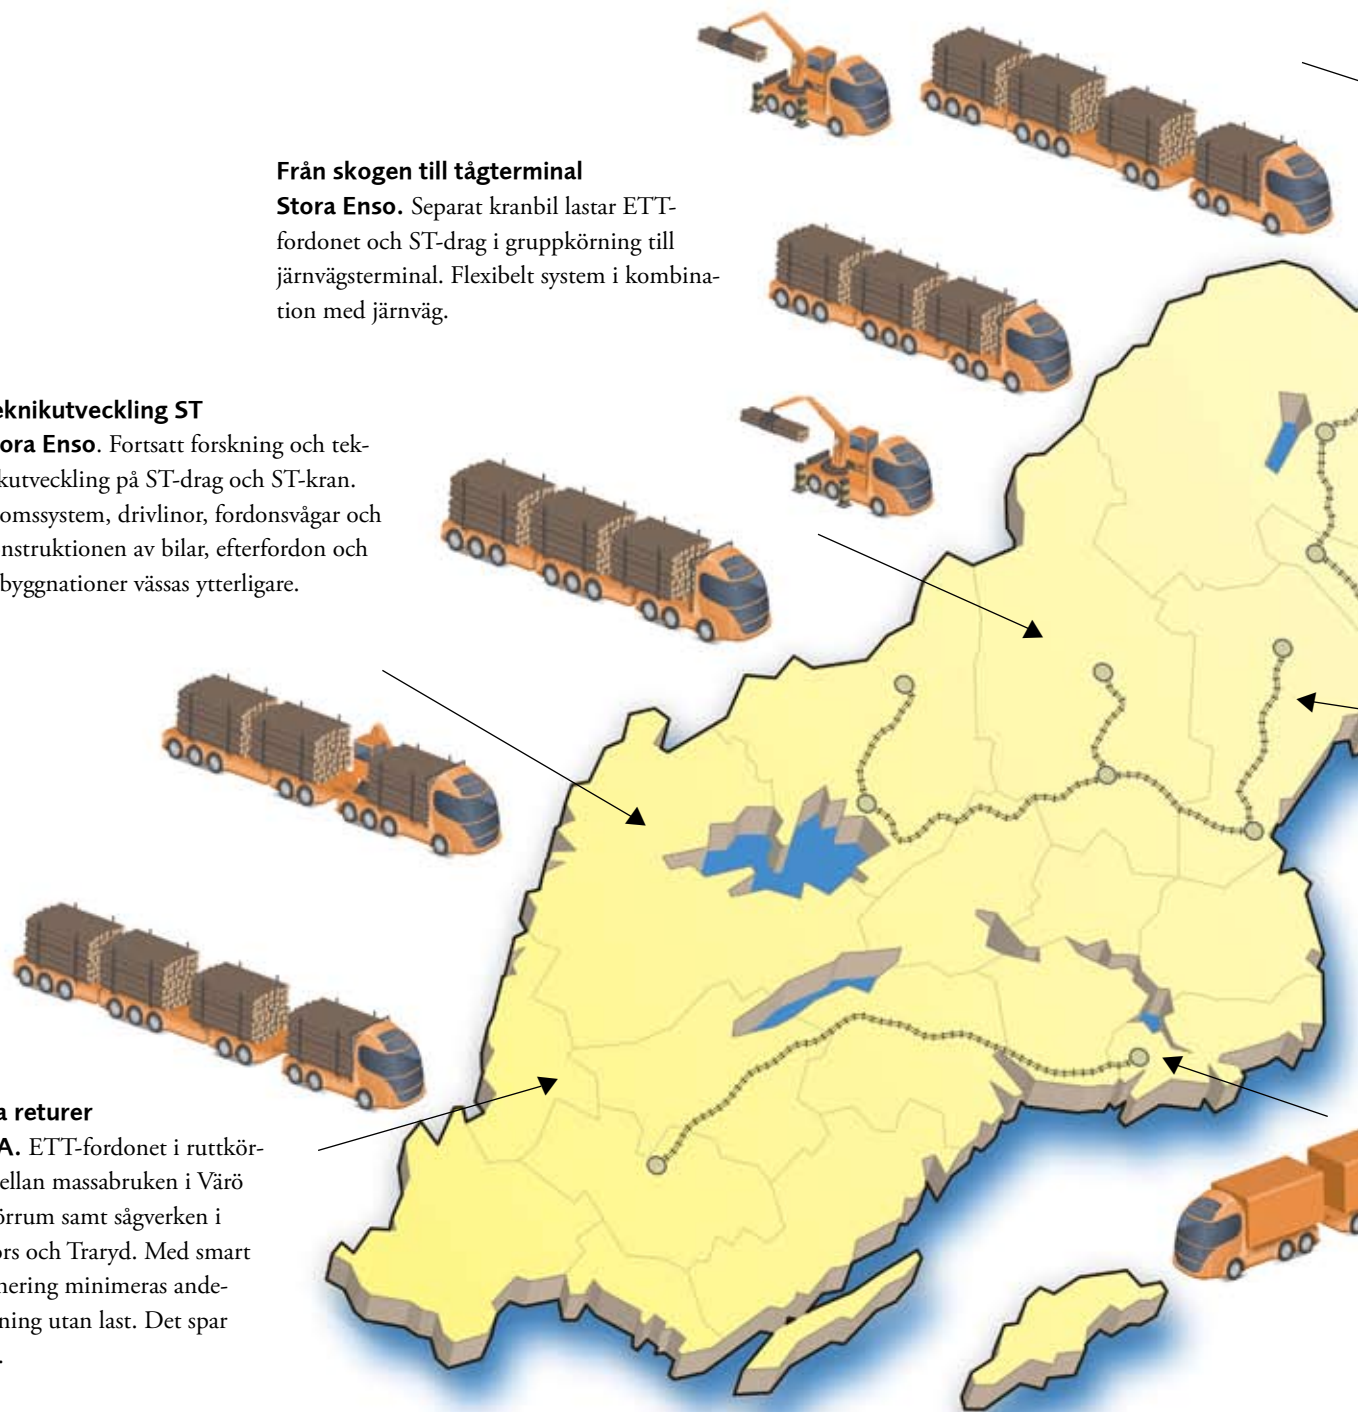 Från skogen till tågterminal
Stora Enso. Separat kranbil lastar ETT-
fordonet och ST-drag i gruppkörning till
järnvägsterminal. Flexibelt system i kombina-
tion med järnväg.
eknikutveckling ST
ora Enso. Fortsatt forskning och tek-
kutveckling på ST-drag och ST-kran.
omssystem, drivlinor, fordonsvågar och
nstruktionen av bilar, efterfordon och
byggnationer vässas ytterligare.
a returer
A. ETT-fordonet i ruttkör-
ellan massabruken i Värö
örrum samt sågverken i
ors och Traryd. Med smart
nering minimeras ande-
ning utan last. Det spar
.